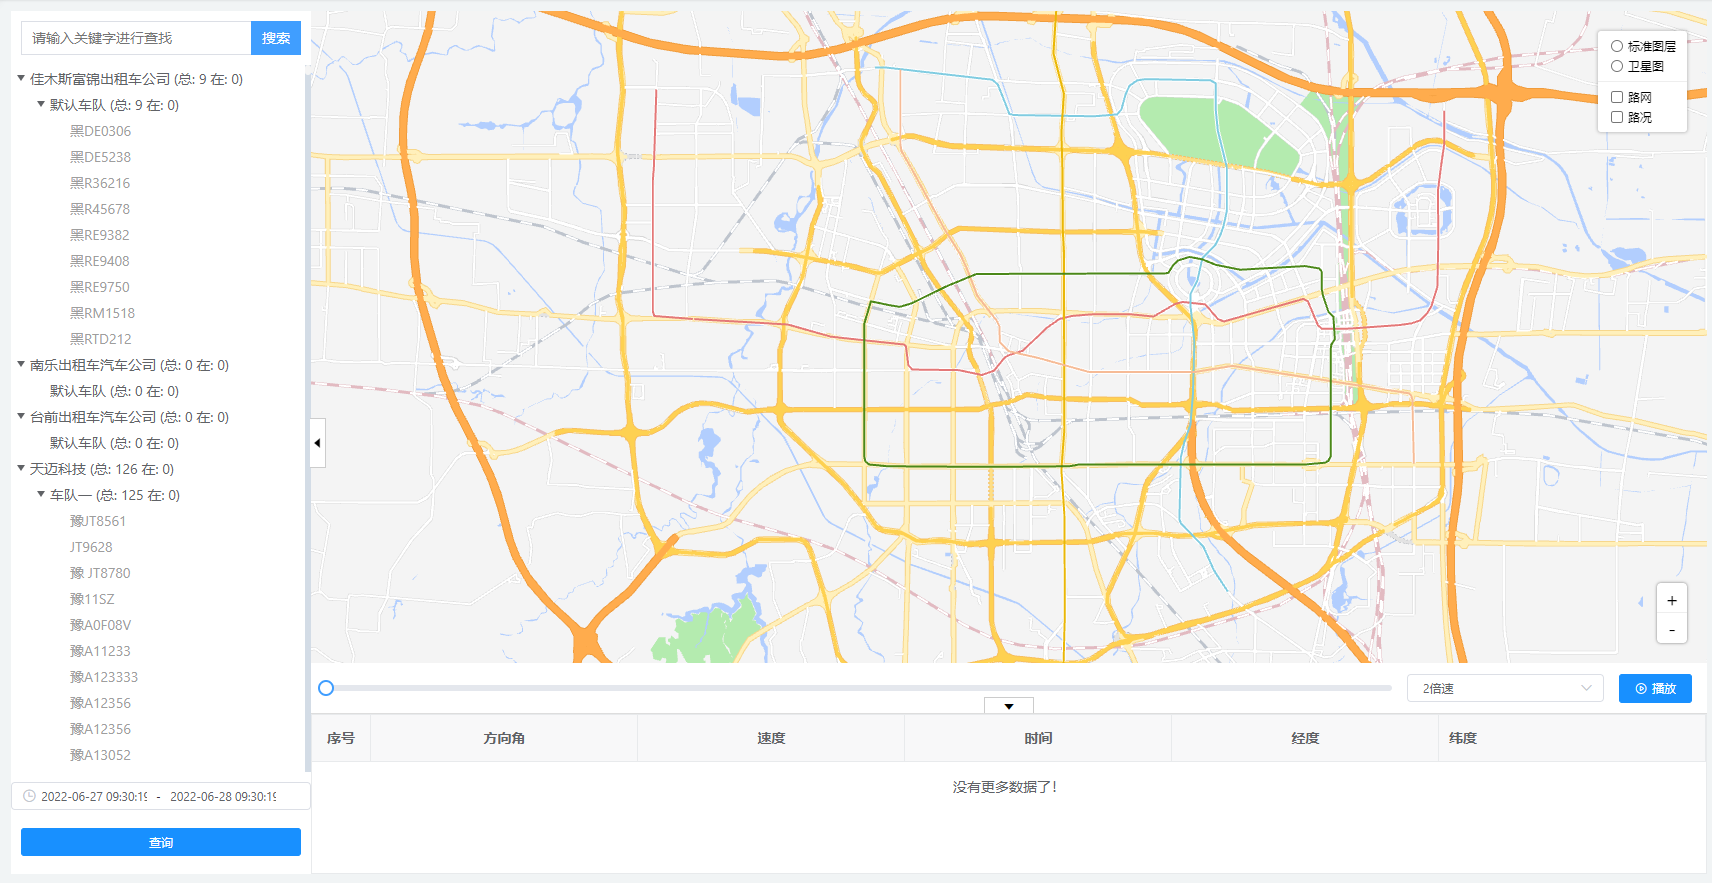 请输入关键字进行查找
搜索
佳木斯富锦出租车公司 (总: 9 在: 0)
默认车队 (总: 9 在: 0)
黑DE0306
黑DE5238
黑R36216
黑R45678
黑RE9382
黑RE9408
黑RE9750
黑RM1518
黑RTD212
南乐出租车汽车公司 (总: 0 在: 0)
默认车队 (总: 0 在: 0)
台前出租车汽车公司 (总: 0 在: 0)
默认车队 (总: 0 在: 0)
天迈科技 (总: 126 在: 0)
车队一 (总: 125 在: 0)
豫JT8561
JT9628
豫 JT8780
豫11SZ
豫A0F08V
豫A11233
豫A123333
豫A12356
豫A12356
豫A13052
2022-06-27 09:30:19 - 2022-06-28 09:30:19
查询
标准图层
卫星图
路网
路况
+
-
2倍速
播放
序号 方向角 速度 时间 经度 纬度
没有更多数据了!